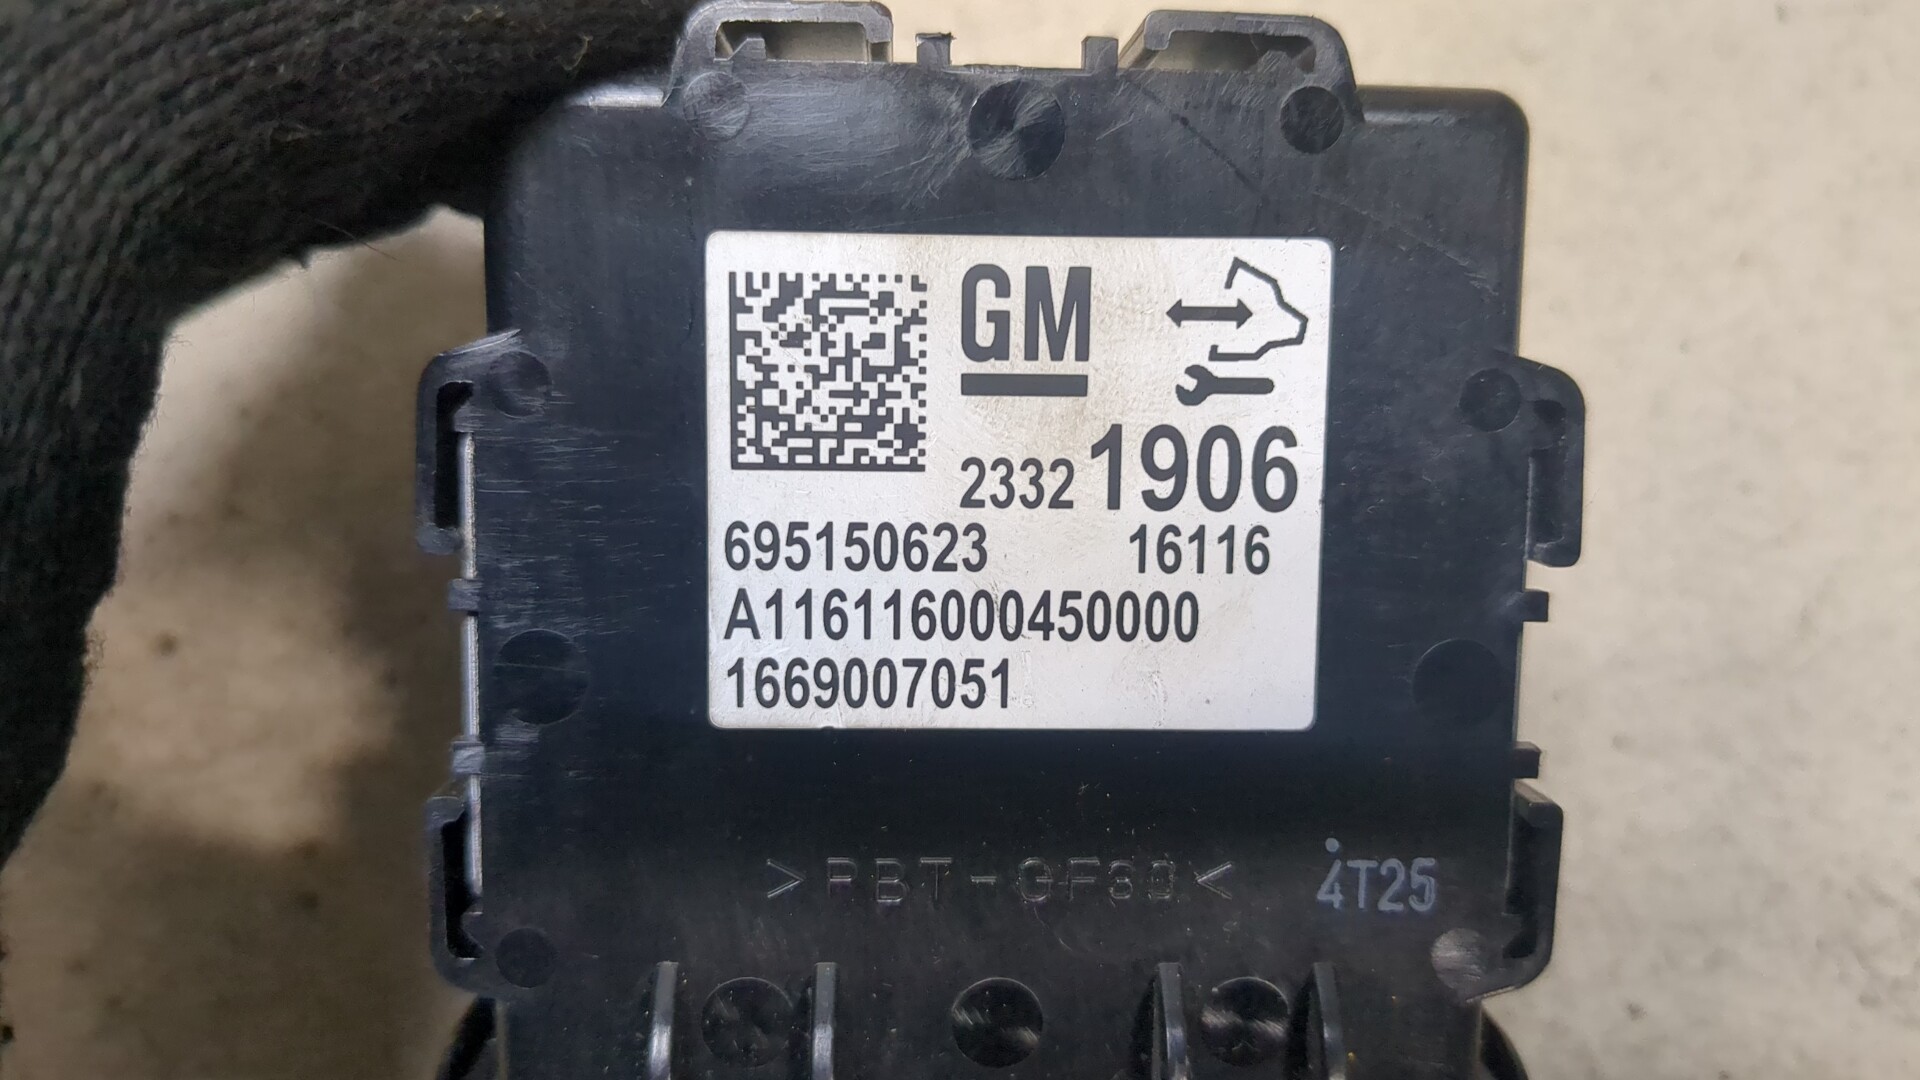 GM
2332 1906
695150623 16116
A116116000450000
1669007051
>PBT-GF30<
4T25